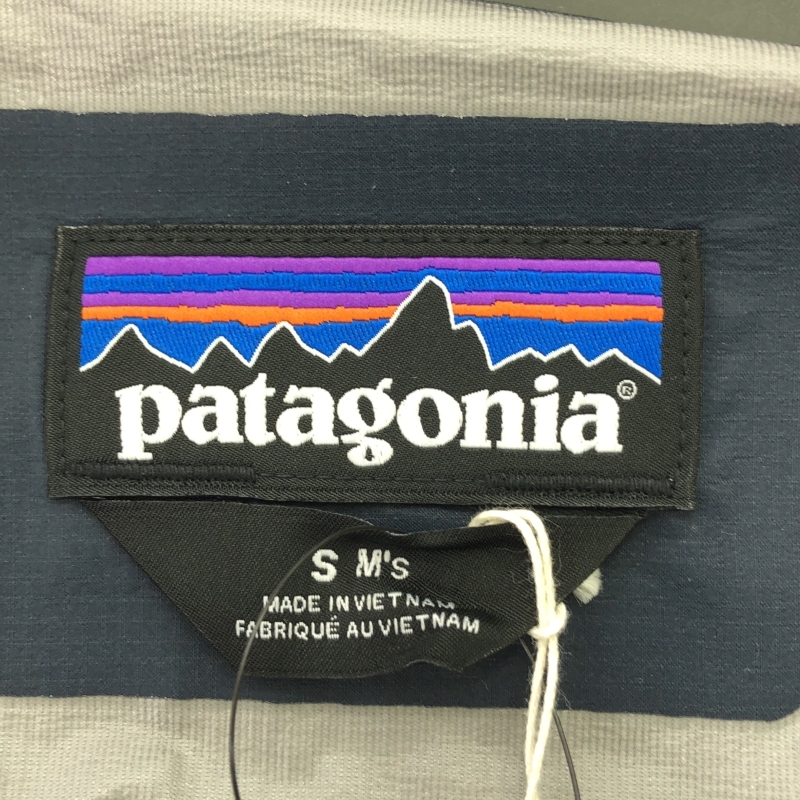 patagonia®
S M's
MADE IN VIETNAM
FABRIQUÉ AU VIETNAM